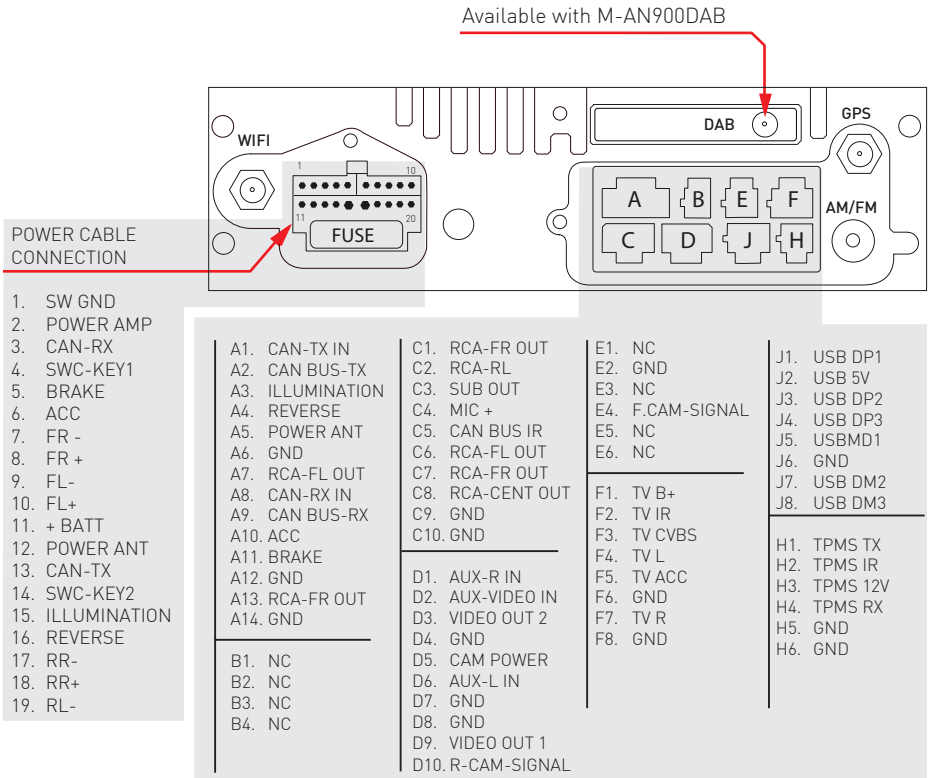 Available with M-AN900DAB
DAB
GPS
WIFI
1
10
11
20
FUSE
A
B
E
F
C
D
J
H
AM/FM
POWER CABLE
CONNECTION
1. SW GND
2. POWER AMP
3. CAN-RX
4. SWC-KEY1
5. BRAKE
6. ACC
7. FR -
8. FR +
9. FL-
10. FL+
11. + BATT
12. POWER ANT
13. CAN-TX
14. SWC-KEY2
15. ILLUMINATION
16. REVERSE
17. RR-
18. RR+
19. RL-
A1. CAN-TX IN
A2. CAN BUS-TX
A3. ILLUMINATION
A4. REVERSE
A5. POWER ANT
A6. GND
A7. RCA-FL OUT
A8. CAN-RX IN
A9. CAN BUS-RX
A10. ACC
A11. BRAKE
A12. GND
A13. RCA-FR OUT
A14. GND
B1. NC
B2. NC
B3. NC
B4. NC
C1. RCA-FR OUT
C2. RCA-RL
C3. SUB OUT
C4. MIC +
C5. CAN BUS IR
C6. RCA-FL OUT
C7. RCA-FR OUT
C8. RCA-CENT OUT
C9. GND
C10. GND
D1. AUX-R IN
D2. AUX-VIDEO IN
D3. VIDEO OUT 2
D4. GND
D5. CAM POWER
D6. AUX-L IN
D7. GND
D8. GND
D9. VIDEO OUT 1
D10. R-CAM-SIGNAL
E1. NC
E2. GND
E3. NC
E4. F.CAM-SIGNAL
E5. NC
E6. NC
F1. TV B+
F2. TV IR
F3. TV CVBS
F4. TV L
F5. TV ACC
F6. GND
F7. TV R
F8. GND
J1. USB DP1
J2. USB 5V
J3. USB DP2
J4. USB DP3
J5. USBMD1
J6. GND
J7. USB DM2
J8. USB DM3
H1. TPMS TX
H2. TPMS IR
H3. TPMS 12V
H4. TPMS RX
H5. GND
H6. GND